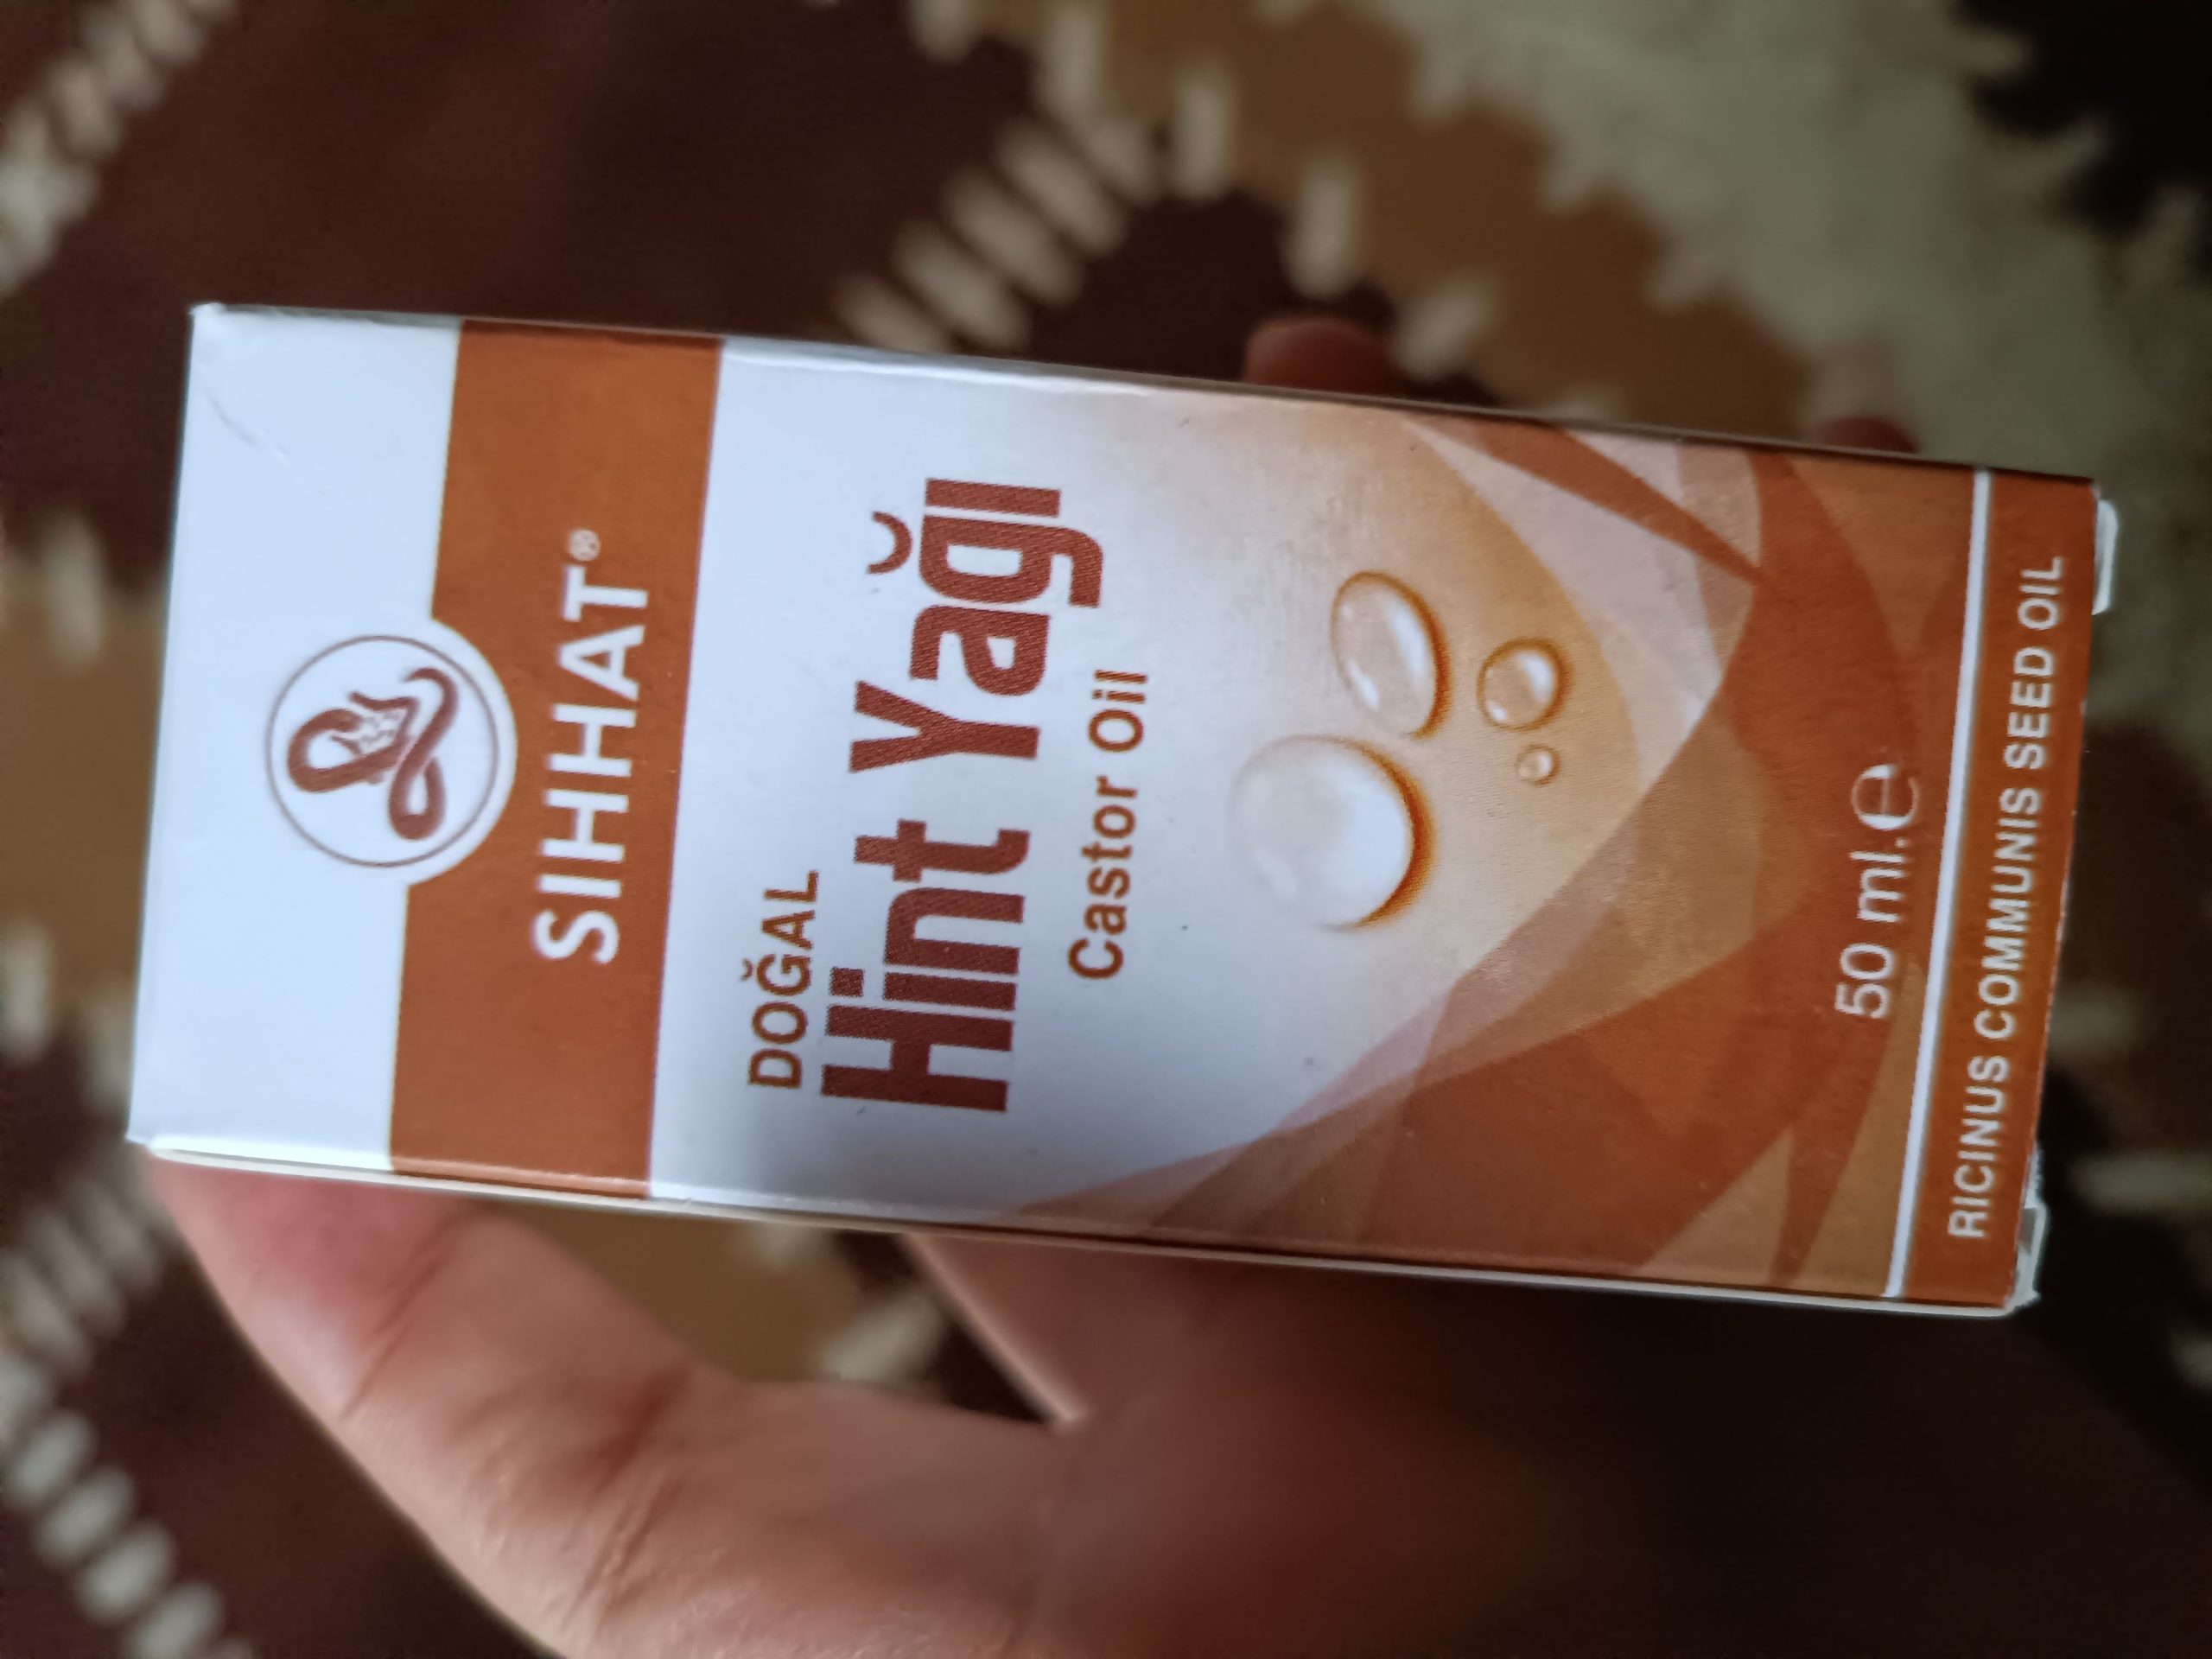 SIHHAT®
DOĞAL
Hint Yağı
Castor Oil
50 ml.℮
RICINUS COMMUNIS SEED OIL